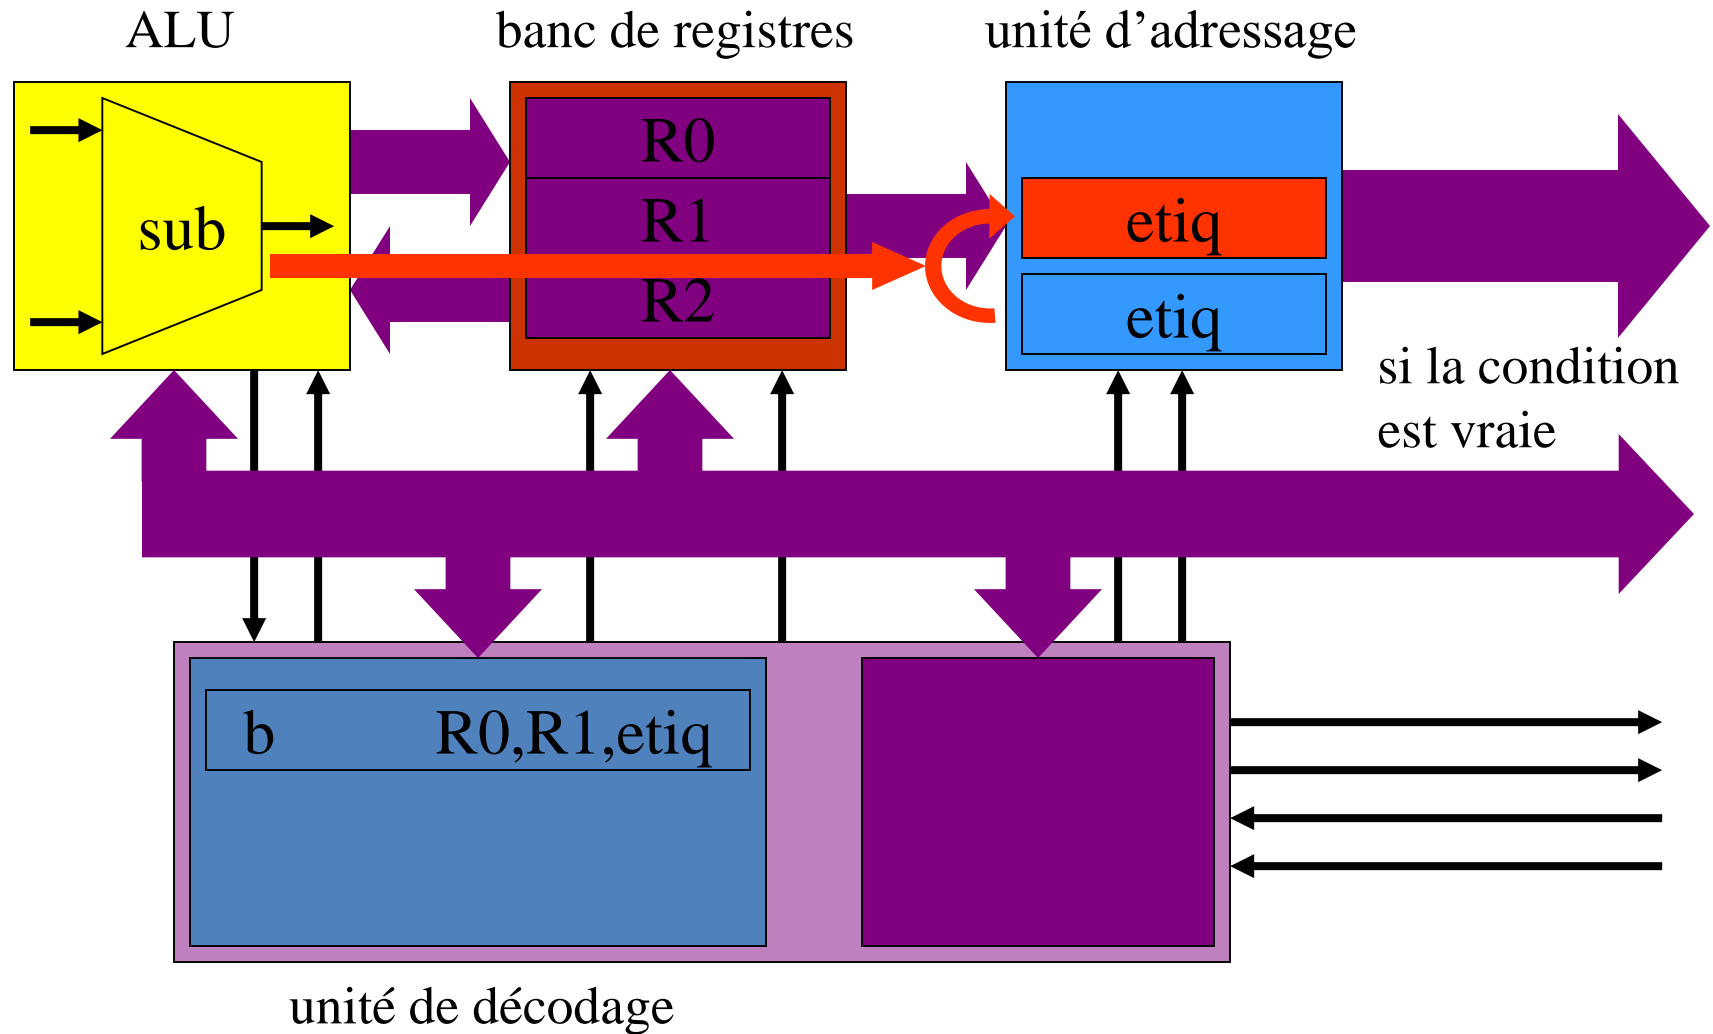 ALU
banc de registres
unité d’adressage
R0
R1
R2
sub
etiq
etiq
si la condition
est vraie
b R0,R1,etiq
unité de décodage